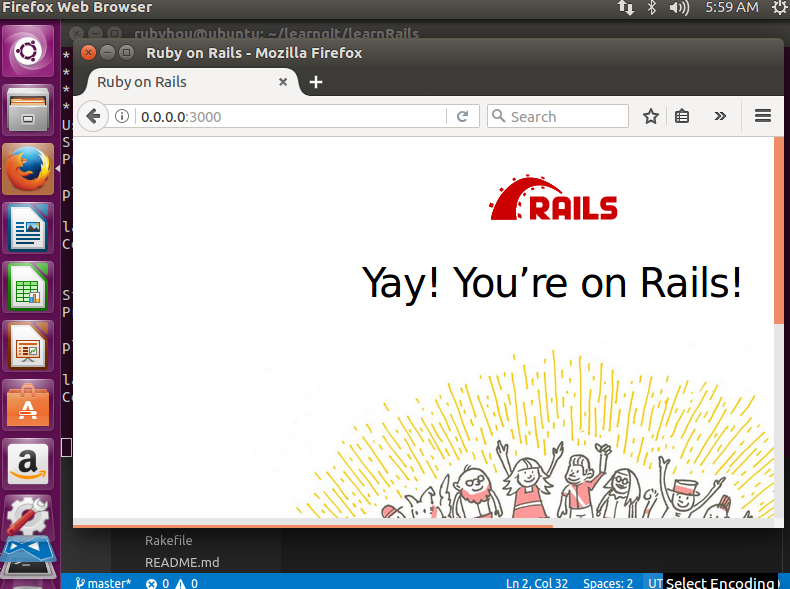 Firefox Web Browser
5:59 AM
rubyhou@ubuntu: ~/learngit/learnRails
Ruby on Rails - Mozilla Firefox
Ruby on Rails
0.0.0.0:3000
Search
RAILS
Yay! You’re on Rails!
Rakefile
README.md
master* 0 0 Ln 2, Col 32 Spaces: 2 UT Select Encoding